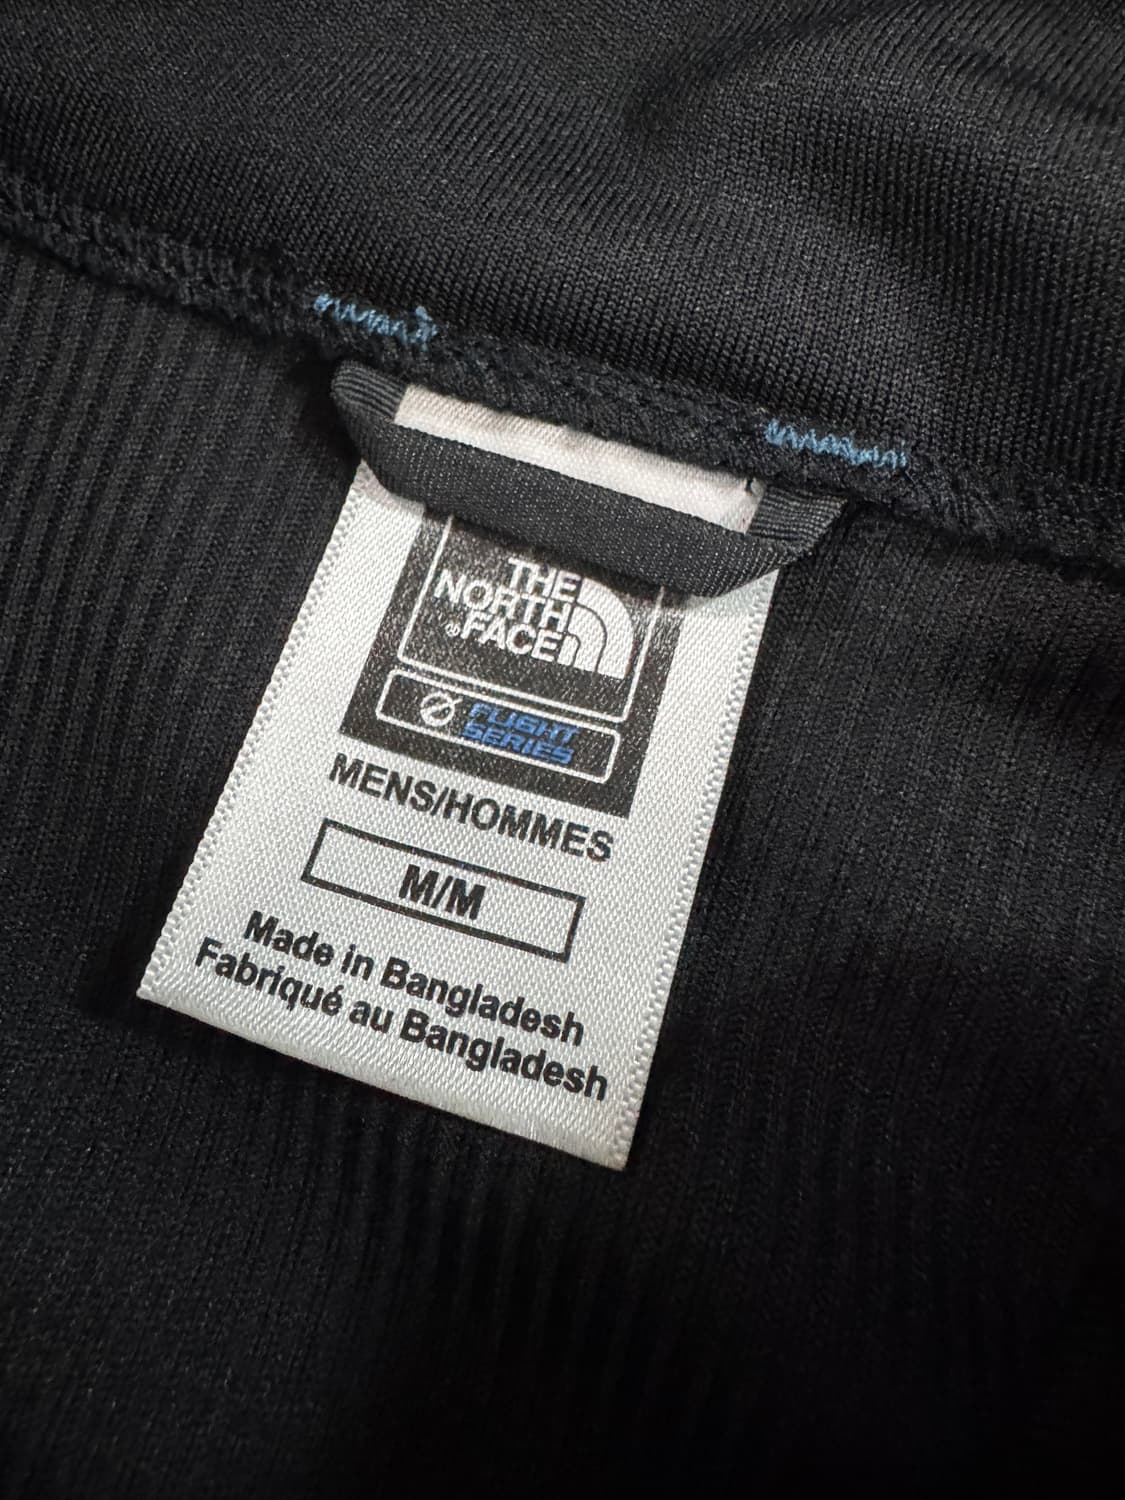 THE
NORTH
®FACE
FLIGHT
SERIES
MENS/HOMMES
M/M
Made in Bangladesh
Fabriqué au Bangladesh